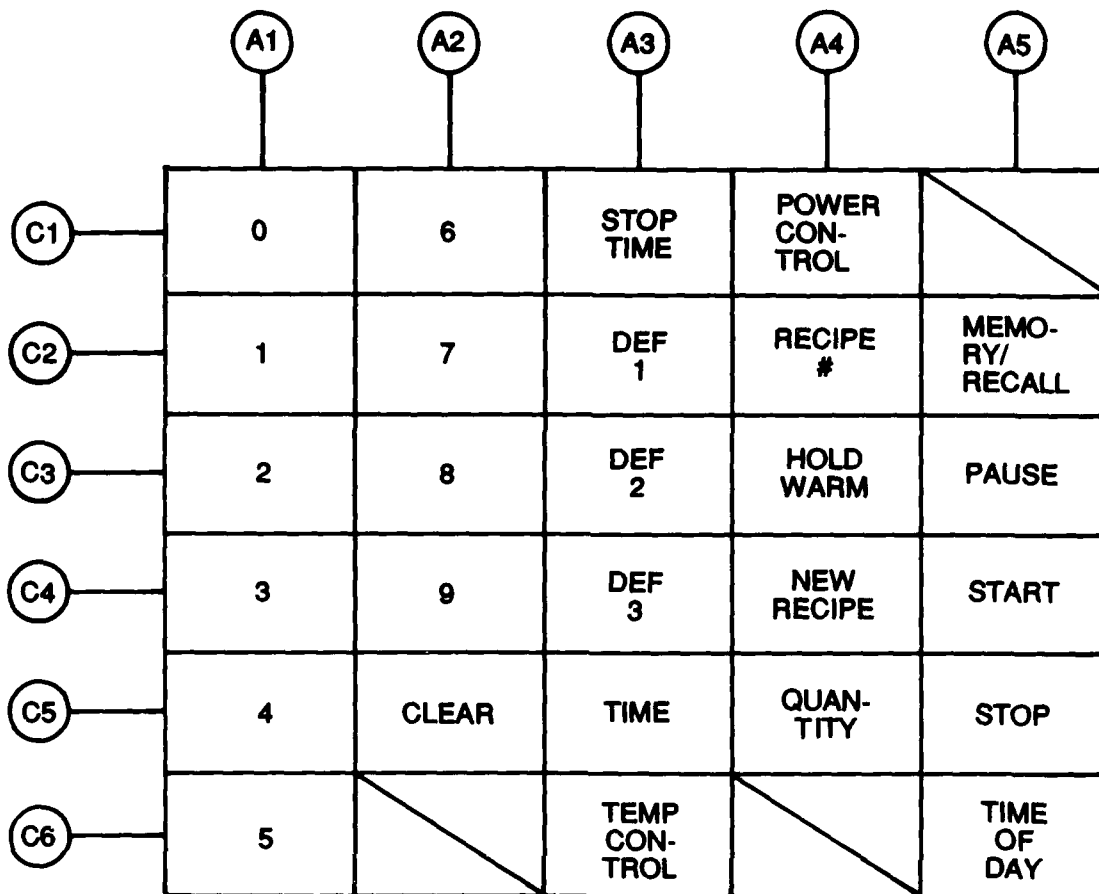 A1 A2 A3 A4 A5
C1 0 6 STOP TIME POWER CON- TROL
C2 1 7 DEF 1 RECIPE # MEMO- RY/ RECALL
C3 2 8 DEF 2 HOLD WARM PAUSE
C4 3 9 DEF 3 NEW RECIPE START
C5 4 CLEAR TIME QUAN- TITY STOP
C6 5 TEMP CON- TROL TIME OF DAY